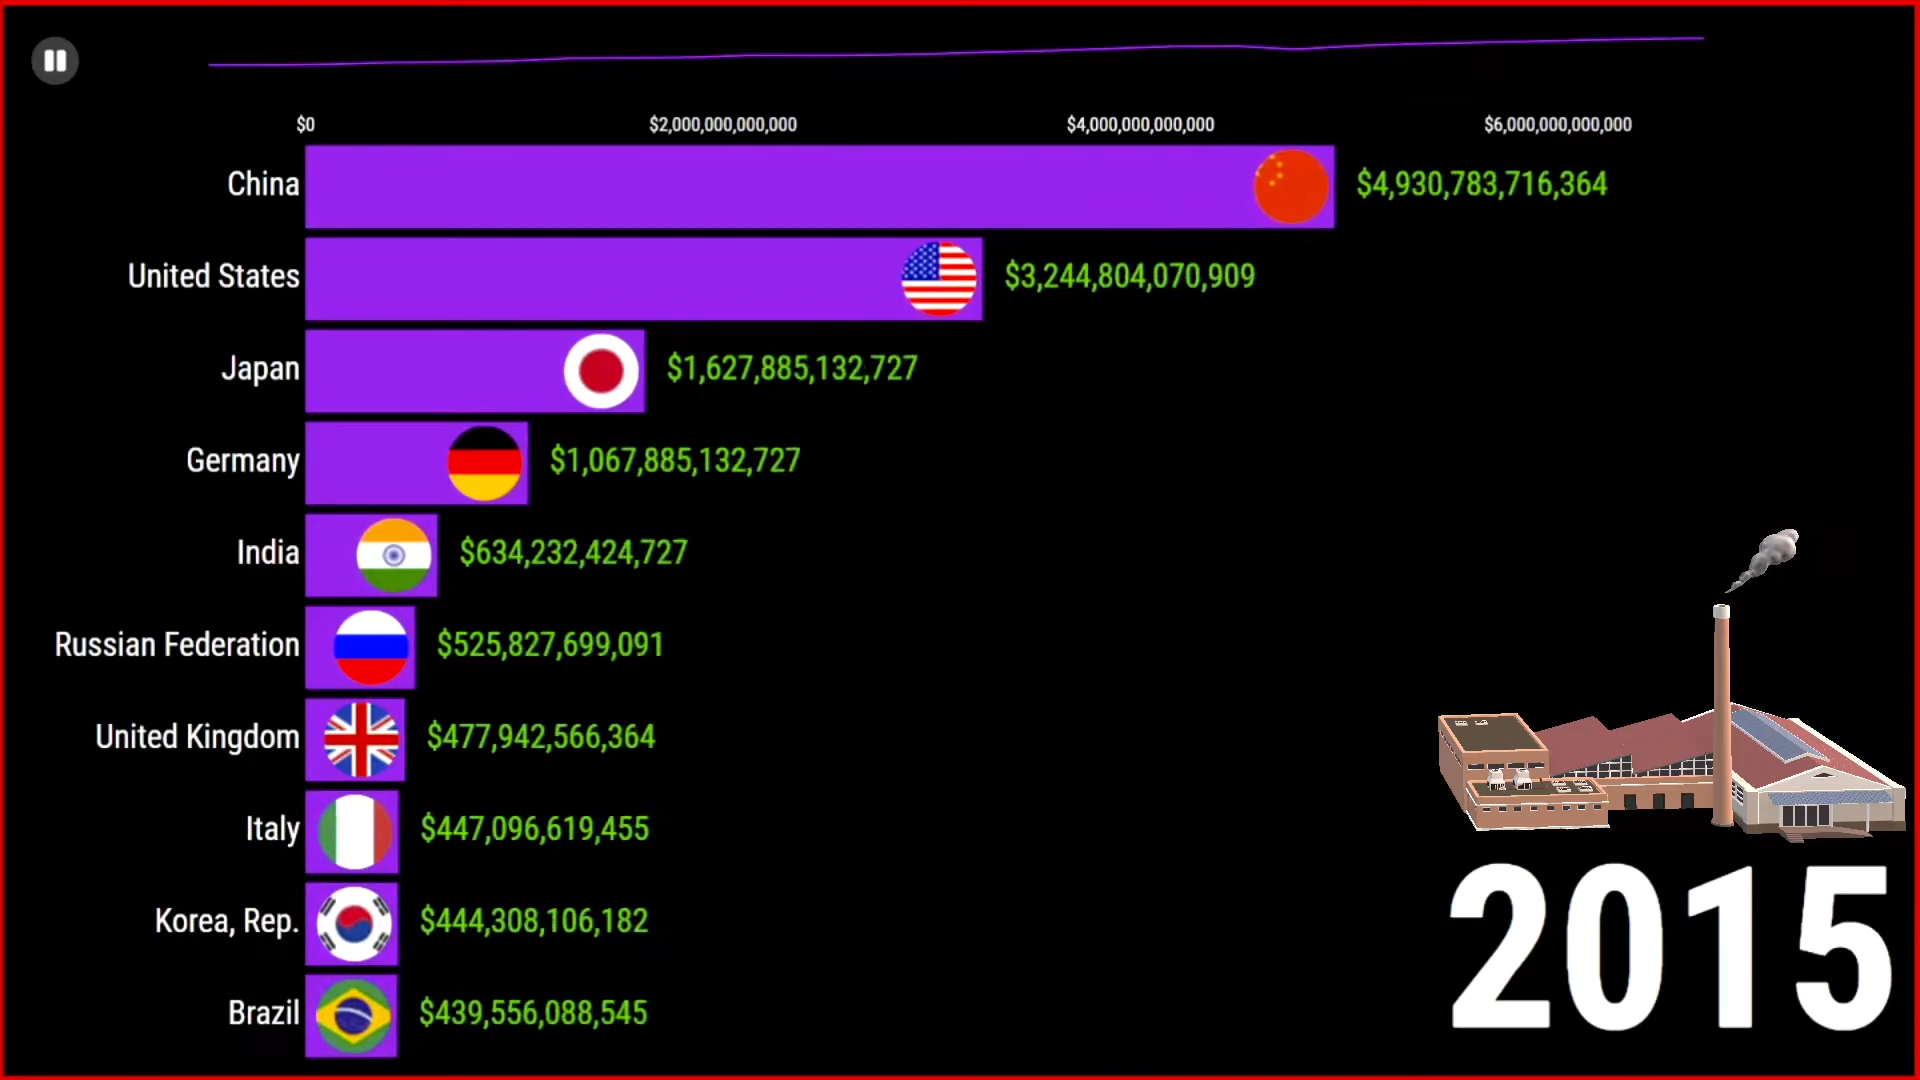 $0 $2,000,000,000,000 $4,000,000,000,000 $6,000,000,000,000
China $4,930,783,716,364
United States $3,244,804,070,909
Japan $1,627,885,132,727
Germany $1,067,885,132,727
India $634,232,424,727
Russian Federation $525,827,699,091
United Kingdom $477,942,566,364
Italy $447,096,619,455
Korea, Rep. $444,308,106,182
Brazil $439,556,088,545
2015